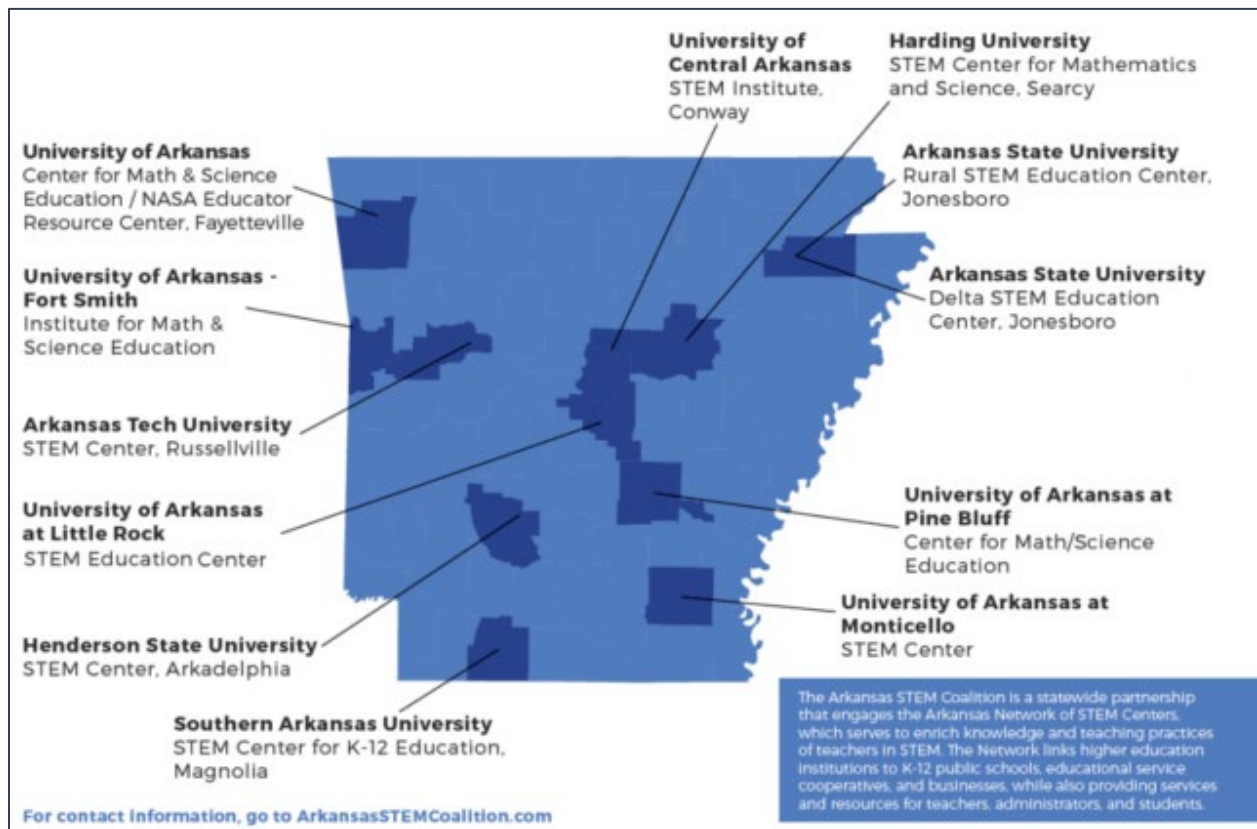 University of
Central Arkansas
STEM Institute,
Conway
Harding University
STEM Center for Mathematics
and Science, Searcy
University of Arkansas
Center for Math & Science
Education / NASA Educator
Resource Center, Fayetteville
Arkansas State University
Rural STEM Education Center,
Jonesboro
University of Arkansas -
Fort Smith
Institute for Math &
Science Education
Arkansas State University
Delta STEM Education
Center, Jonesboro
Arkansas Tech University
STEM Center, Russellville
University of Arkansas
at Little Rock
STEM Education Center
University of Arkansas at
Pine Bluff
Center for Math/Science
Education
University of Arkansas at
Monticello
STEM Center
Henderson State University
STEM Center, Arkadelphia
Southern Arkansas University
STEM Center for K-12 Education,
Magnolia
The Arkansas STEM Coalition is a statewide partnership
that engages the Arkansas Network of STEM Centers,
which serves to enrich knowledge and teaching practices
of teachers in STEM. The Network links higher education
institutions to K-12 public schools, educational service
cooperatives, and businesses, while also providing services
and resources for teachers, administrators, and students.
For contact information, go to ArkansasSTEMCoalition.com